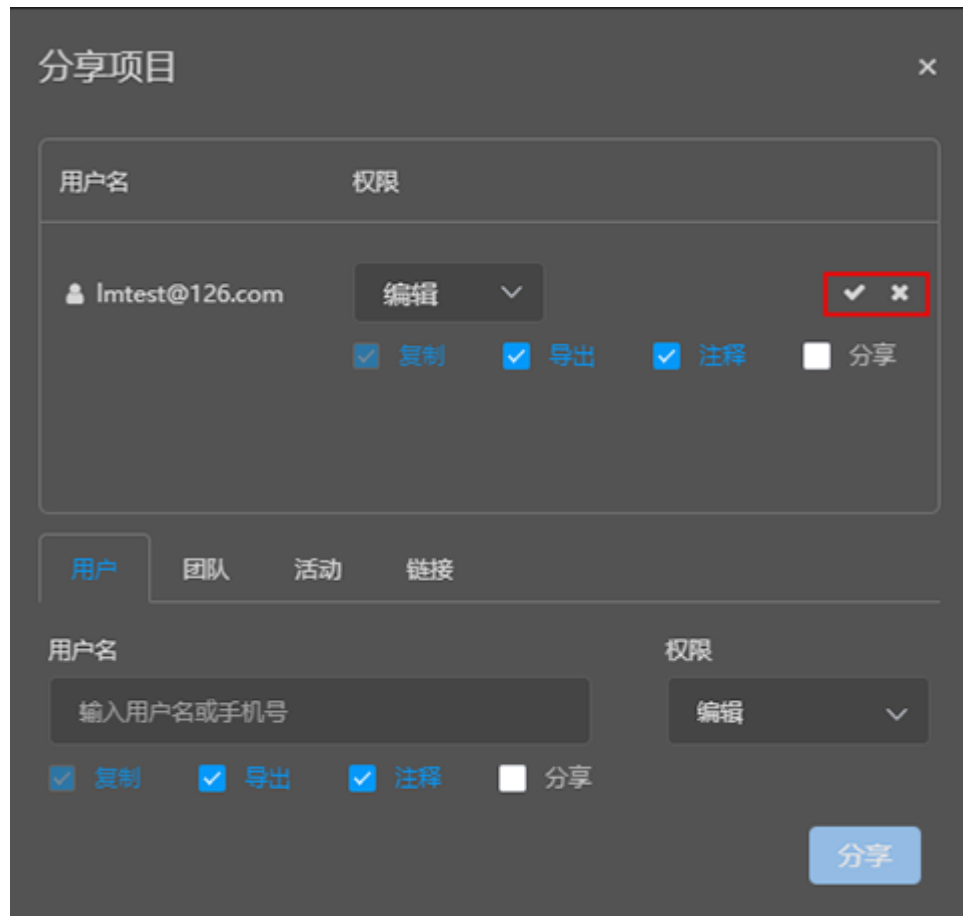 分享项目
用户名 权限
lmtest@126.com 编辑
复制 导出 注释 分享
用户 团队 活动 链接
用户名 权限
输入用户名或手机号 编辑
复制 导出 注释 分享
分享